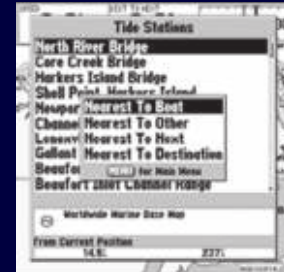 Tide Stations
North River Bridge
Core Creek Bridge
Harkers Island Bridge
Shell Point, Harkers Island
Nearest To Boat
Nearest To Other
Nearest To Next
Nearest To Destination
MENU for Main Menu
Beaufort Inlet Channel Range
Worldwide Marine Base Map
From Current Position